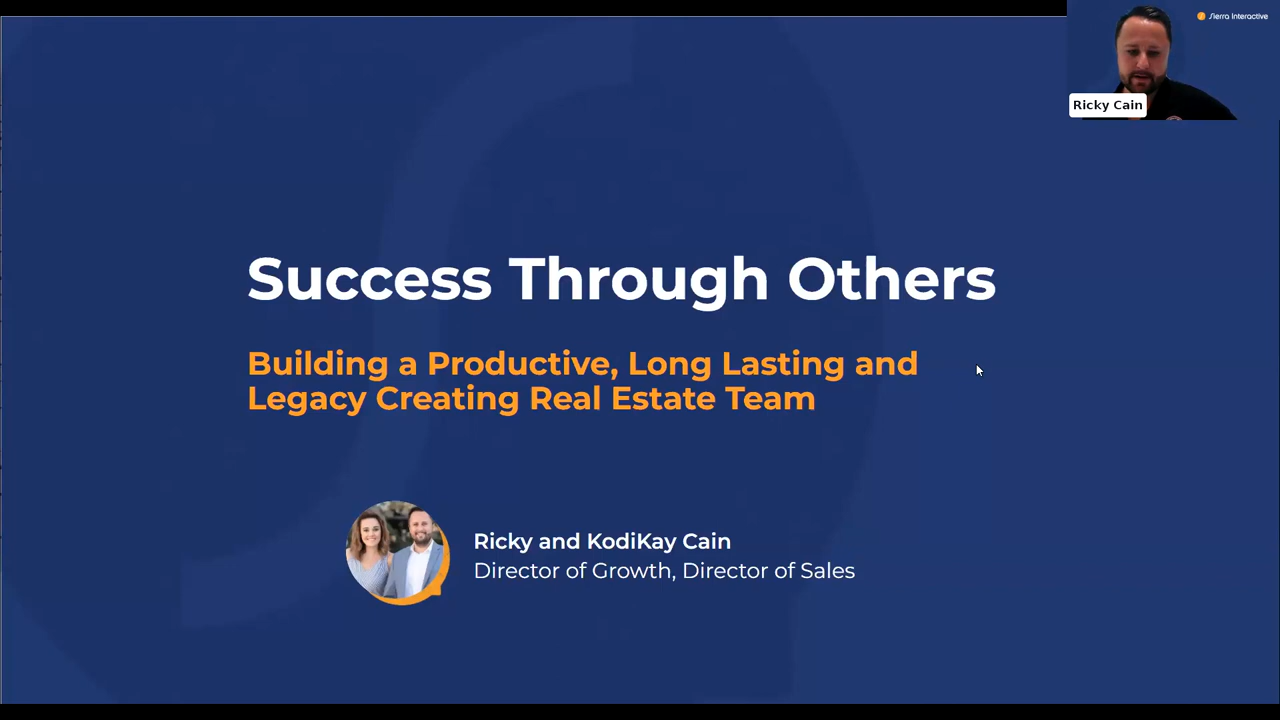 Sierra Interactive
Ricky Cain
Success Through Others
Building a Productive, Long Lasting and
Legacy Creating Real Estate Team
Ricky and KodiKay Cain
Director of Growth, Director of Sales